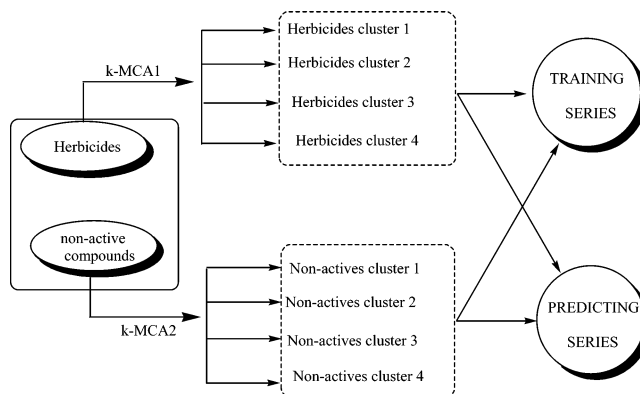 k-MCA1
Herbicides
non-active
compounds
k-MCA2
Herbicides cluster 1
Herbicides cluster 2
Herbicides cluster 3
Herbicides cluster 4
Non-actives cluster 1
Non-actives cluster 2
Non-actives cluster 3
Non-actives cluster 4
TRAINING
SERIES
PREDICTING
SERIES